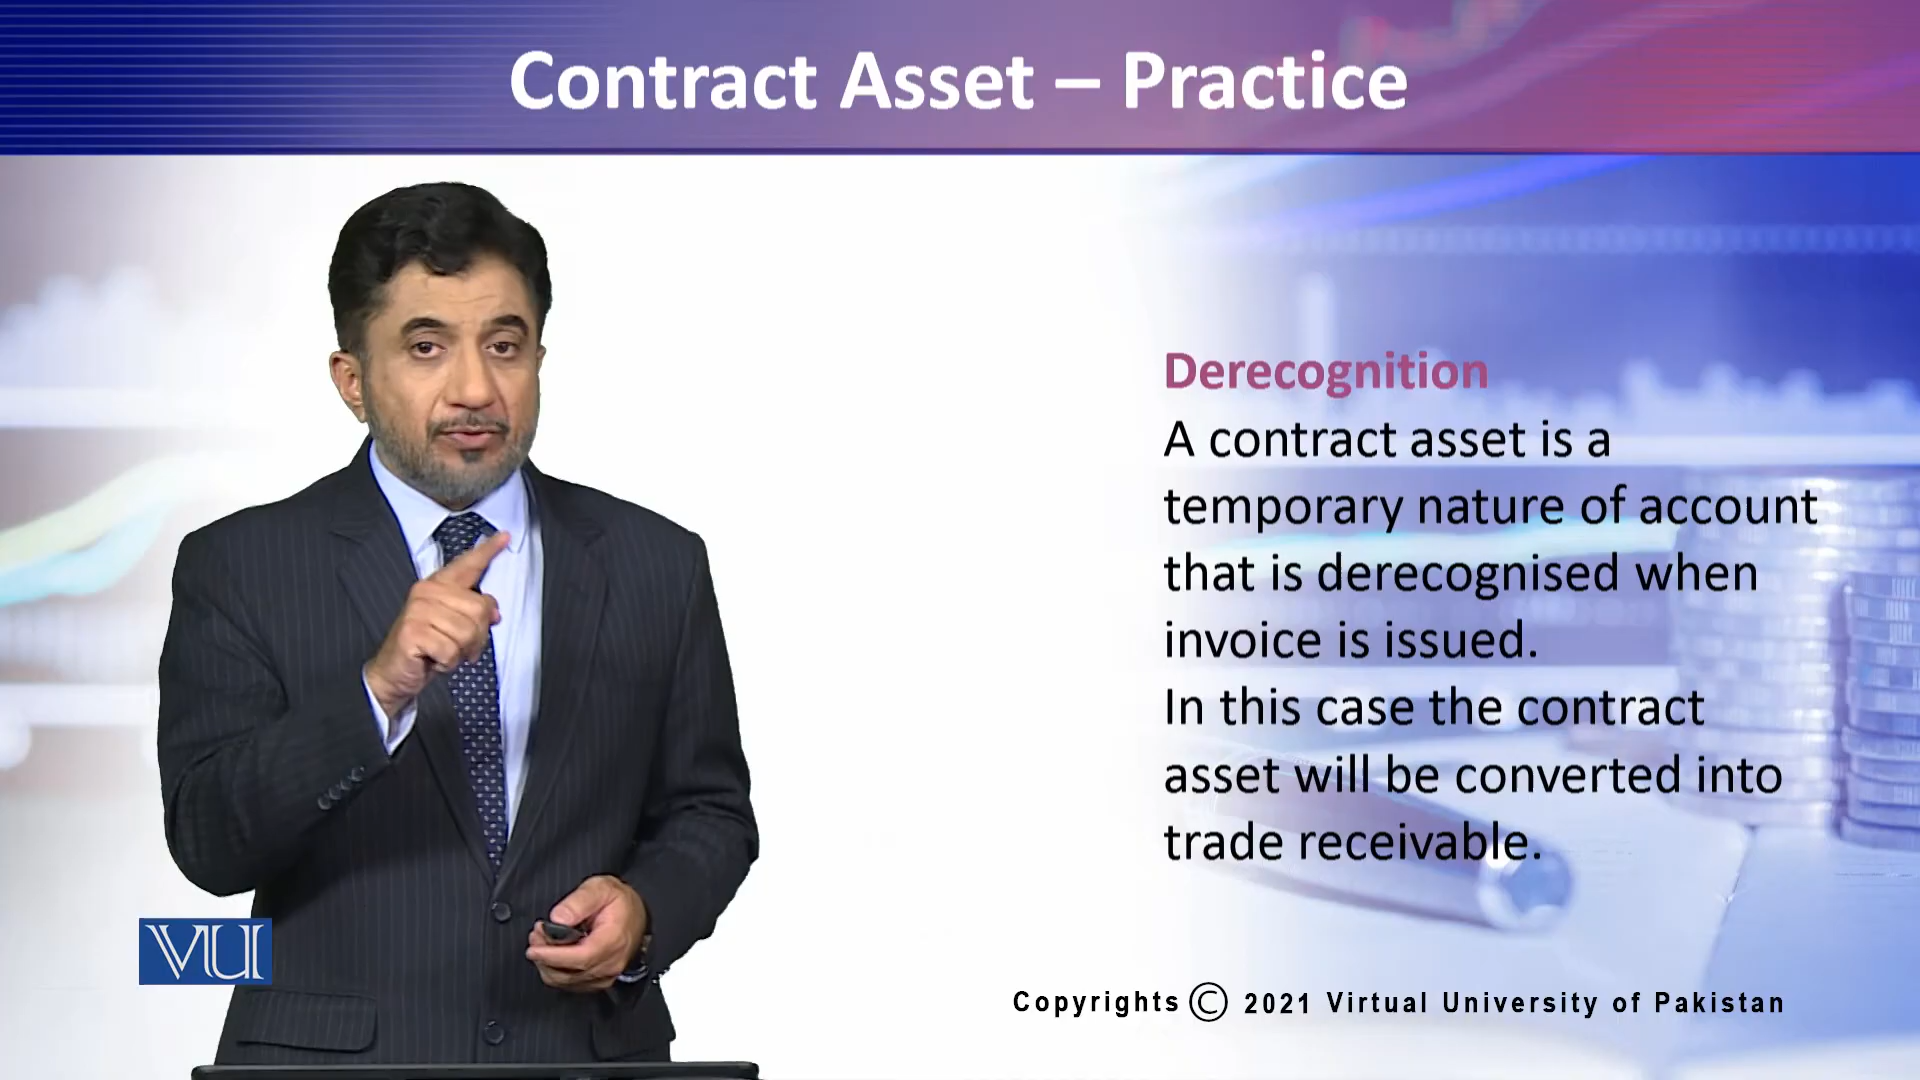 Contract Asset – Practice
Derecognition
A contract asset is a
temporary nature of account
that is derecognised when
invoice is issued.
In this case the contract
asset will be converted into
trade receivable.
VU
Copyrights © 2021 Virtual University of Pakistan